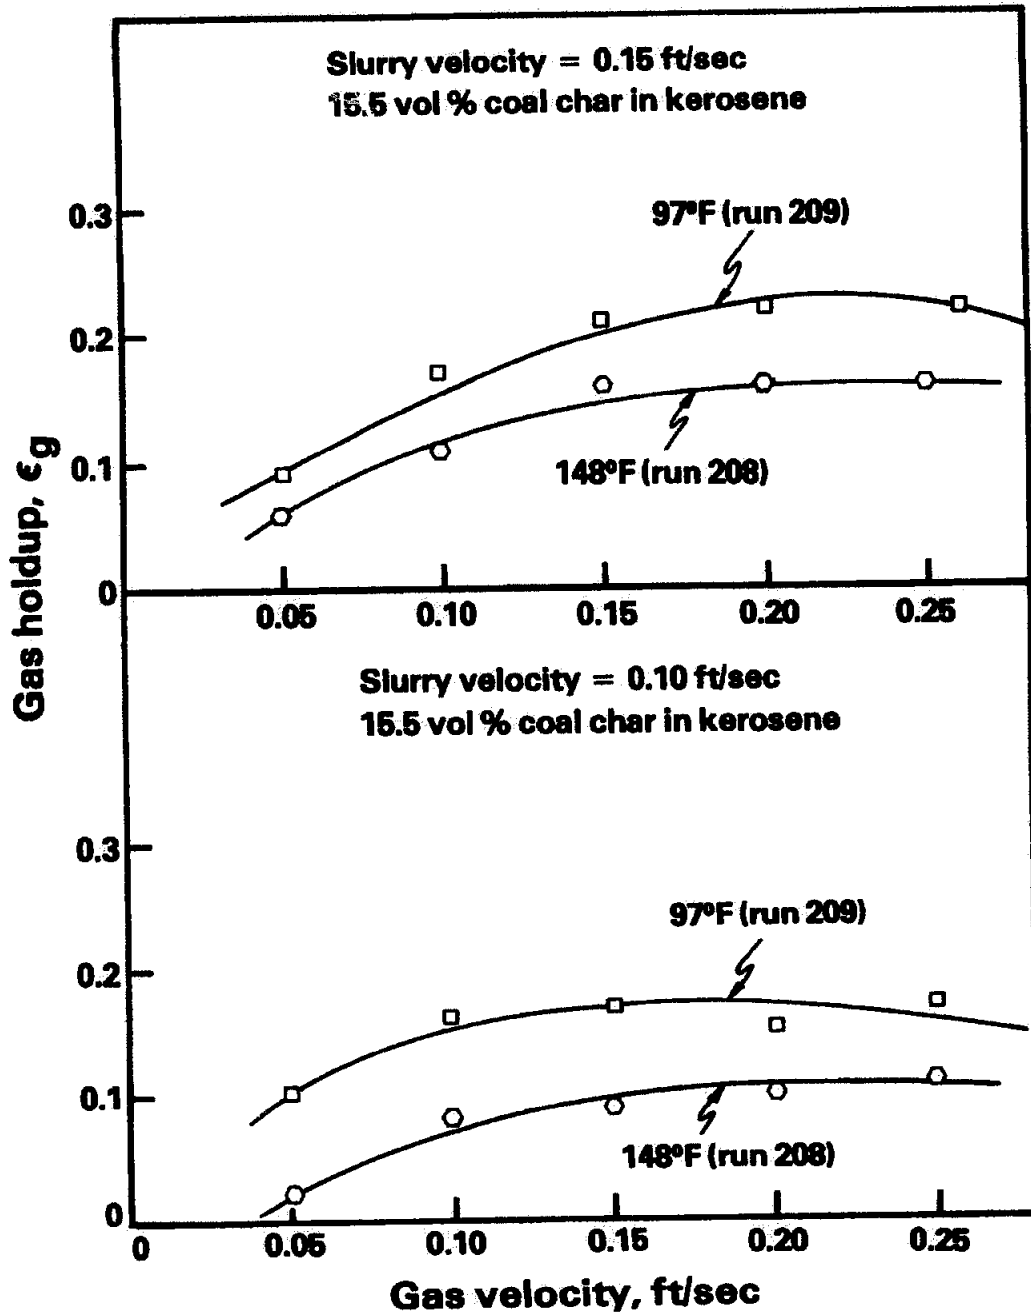 Slurry velocity = 0.15 ft/sec
15.5 vol % coal char in kerosene
97ºF (run 209)
0.3
0.2
148ºF (run 208)
0.1
0
0.05 0.10 0.15 0.20 0.25
Gas holdup, ϵg
Slurry velocity = 0.10 ft/sec
15.5 vol % coal char in kerosene
0.3
97ºF (run 209)
0.2
0.1
148ºF (run 208)
0
0 0.05 0.10 0.15 0.20 0.25
Gas velocity, ft/sec